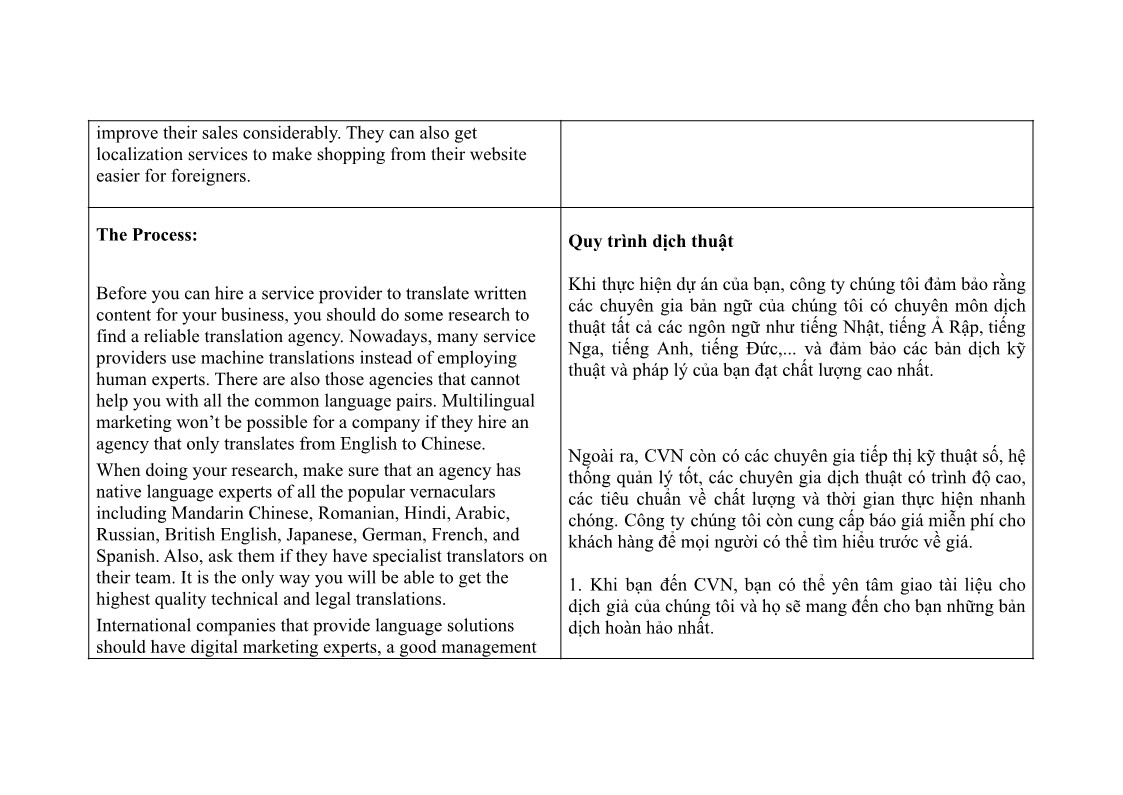 improve their sales considerably. They can also get
localization services to make shopping from their website
easier for foreigners.
The Process:
Before you can hire a service provider to translate written
content for your business, you should do some research to
find a reliable translation agency. Nowadays, many service
providers use machine translations instead of employing
human experts. There are also those agencies that cannot
help you with all the common language pairs. Multilingual
marketing won’t be possible for a company if they hire an
agency that only translates from English to Chinese.
When doing your research, make sure that an agency has
native language experts of all the popular vernaculars
including Mandarin Chinese, Romanian, Hindi, Arabic,
Russian, British English, Japanese, German, French, and
Spanish. Also, ask them if they have specialist translators on
their team. It is the only way you will be able to get the
highest quality technical and legal translations.
International companies that provide language solutions
should have digital marketing experts, a good management
Quy trình dịch thuật
Khi thực hiện dự án của bạn, công ty chúng tôi đảm bảo rằng
các chuyên gia bản ngữ của chúng tôi có chuyên môn dịch
thuật tất cả các ngôn ngữ như tiếng Nhật, tiếng Ả Rập, tiếng
Nga, tiếng Anh, tiếng Đức,... và đảm bảo các bản dịch kỹ
thuật và pháp lý của bạn đạt chất lượng cao nhất.
Ngoài ra, CVN còn có các chuyên gia tiếp thị kỹ thuật số, hệ
thống quản lý tốt, các chuyên gia dịch thuật có trình độ cao,
các tiêu chuẩn về chất lượng và thời gian thực hiện nhanh
chóng. Công ty chúng tôi còn cung cấp báo giá miễn phí cho
khách hàng để mọi người có thể tìm hiểu trước về giá.
1. Khi bạn đến CVN, bạn có thể yên tâm giao tài liệu cho
dịch giả của chúng tôi và họ sẽ mang đến cho bạn những bản
dịch hoàn hảo nhất.